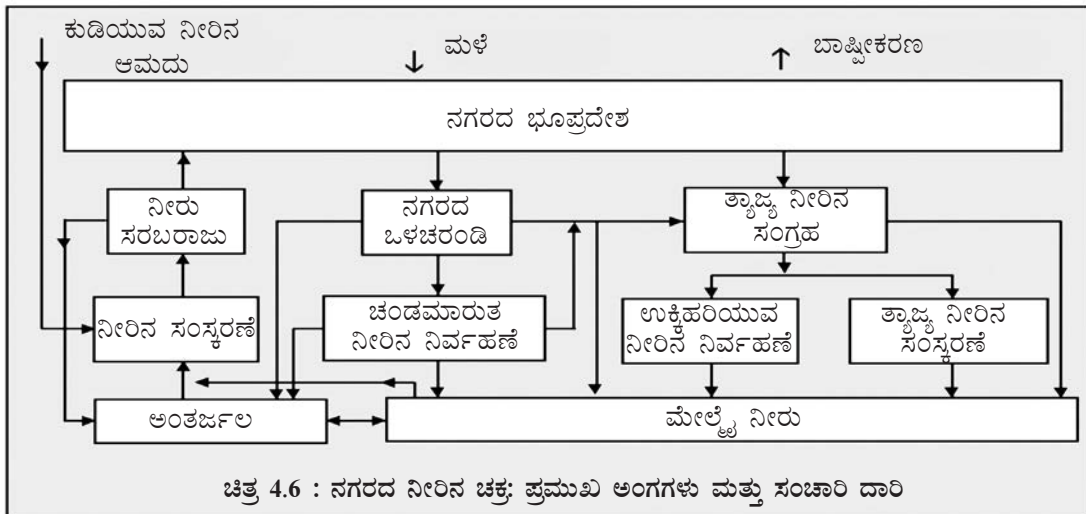 ಕುಡಿಯುವ ನೀರಿನ
ಆಮದು
ಮಳೆ
ಬಾಷ್ಪೀಕರಣ
ನಗರದ ಭೂಪ್ರದೇಶ
ನೀರು
ಸರಬರಾಜು
ನಗರದ
ಒಳಚರಂಡಿ
ತ್ಯಾಜ್ಯ ನೀರಿನ
ಸಂಗ್ರಹ
ನೀರಿನ ಸಂಸ್ಕರಣೆ
ಚಂಡಮಾರುತ
ನೀರಿನ ನಿರ್ವಹಣೆ
ಉಕ್ಕಿಹರಿಯುವ
ನೀರಿನ ನಿರ್ವಹಣೆ
ತ್ಯಾಜ್ಯ ನೀರಿನ
ಸಂಸ್ಕರಣೆ
ಅಂತರ್ಜಲ
ಮೇಲ್ಮೈ ನೀರು
ಚಿತ್ರ 4.6 : ನಗರದ ನೀರಿನ ಚಕ್ರ: ಪ್ರಮುಖ ಅಂಗಗಳು ಮತ್ತು ಸಂಚಾರಿ ದಾರಿ